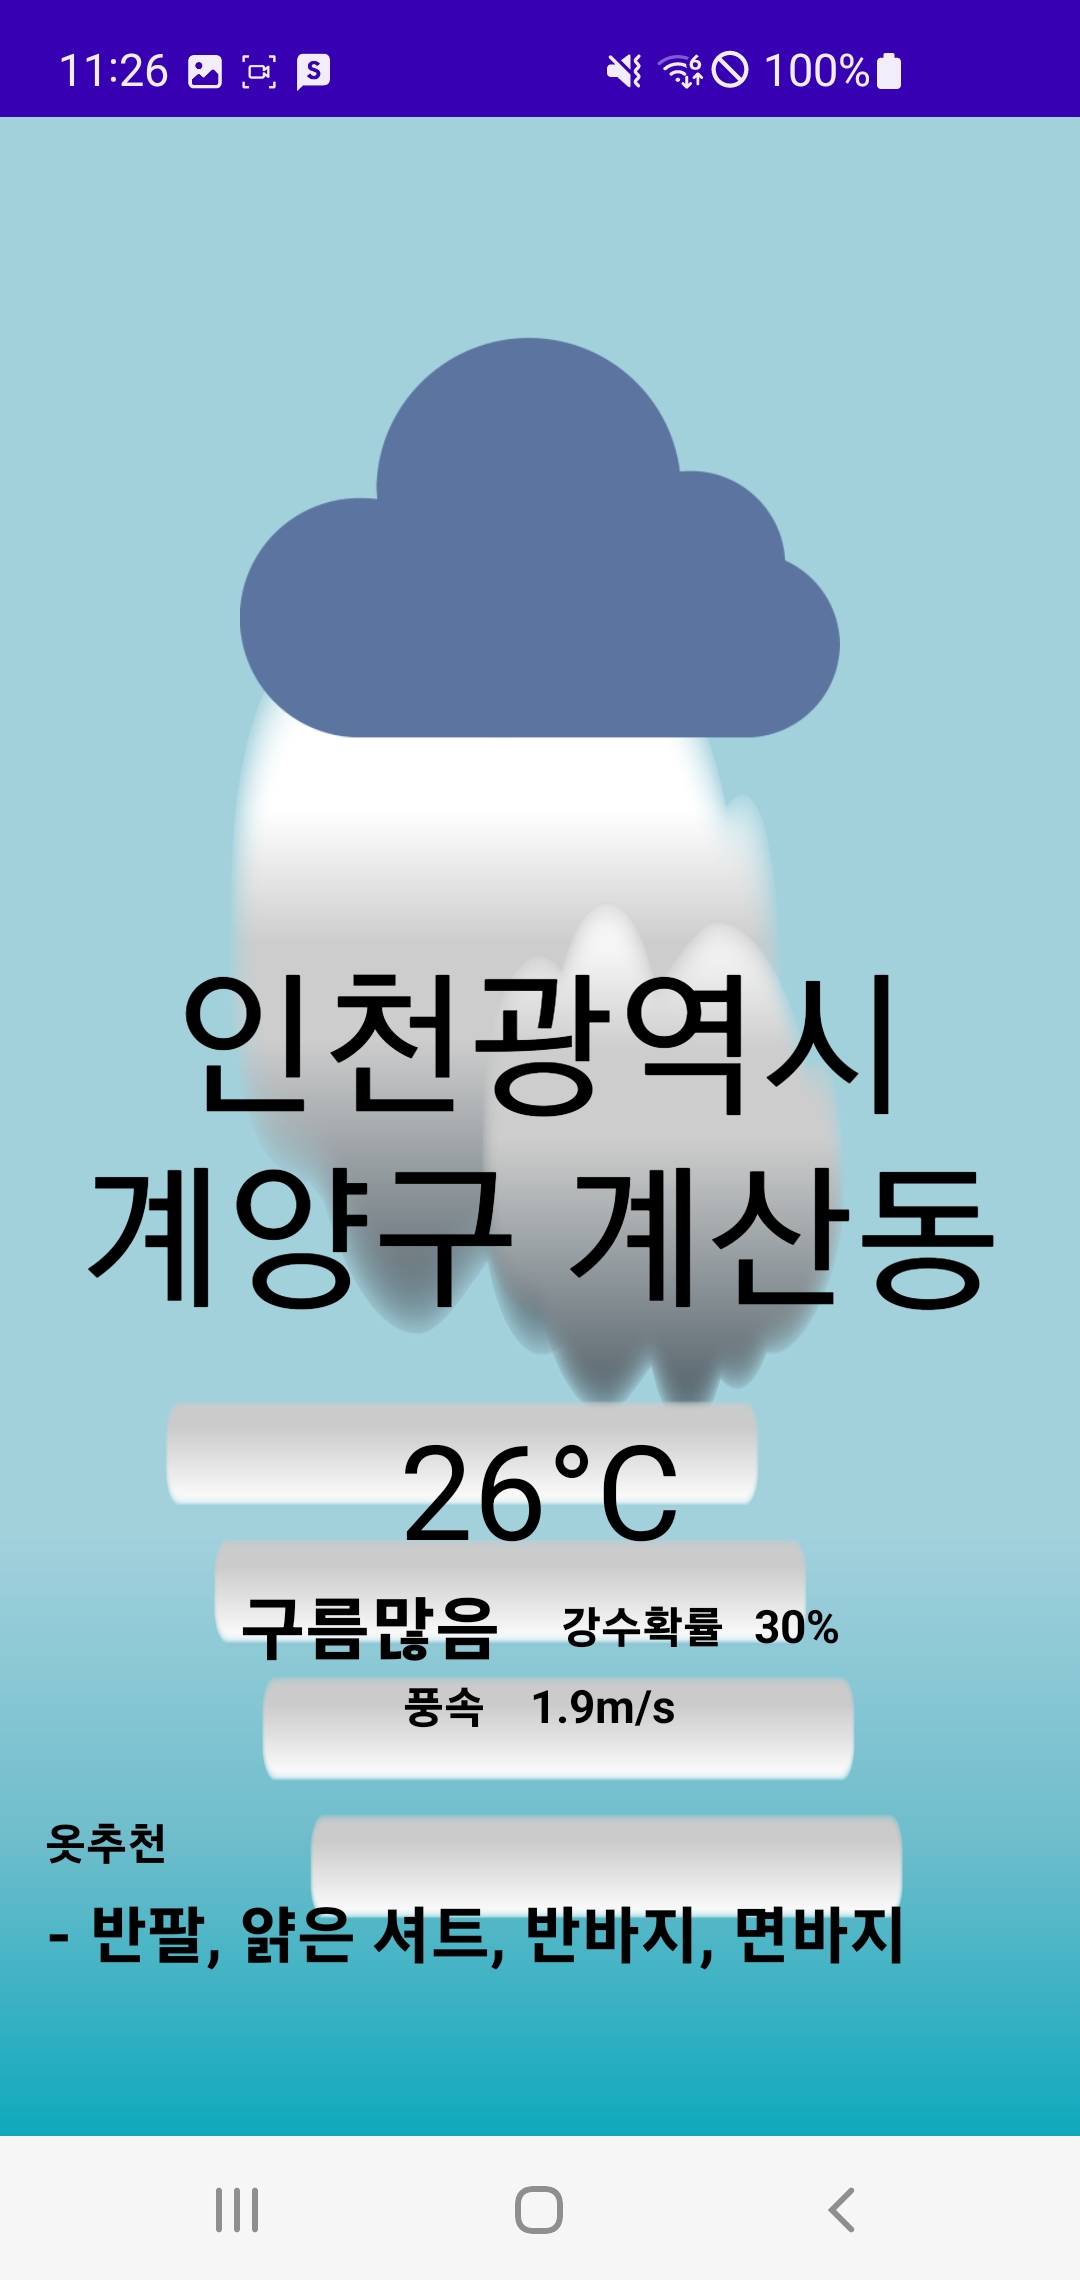 11:26 S 6 100%
인천광역시
계양구 계산동
26°C
구름많음 강수확률 30%
풍속 1.9m/s
옷추천
- 반팔, 얇은 셔트, 반바지, 면바지